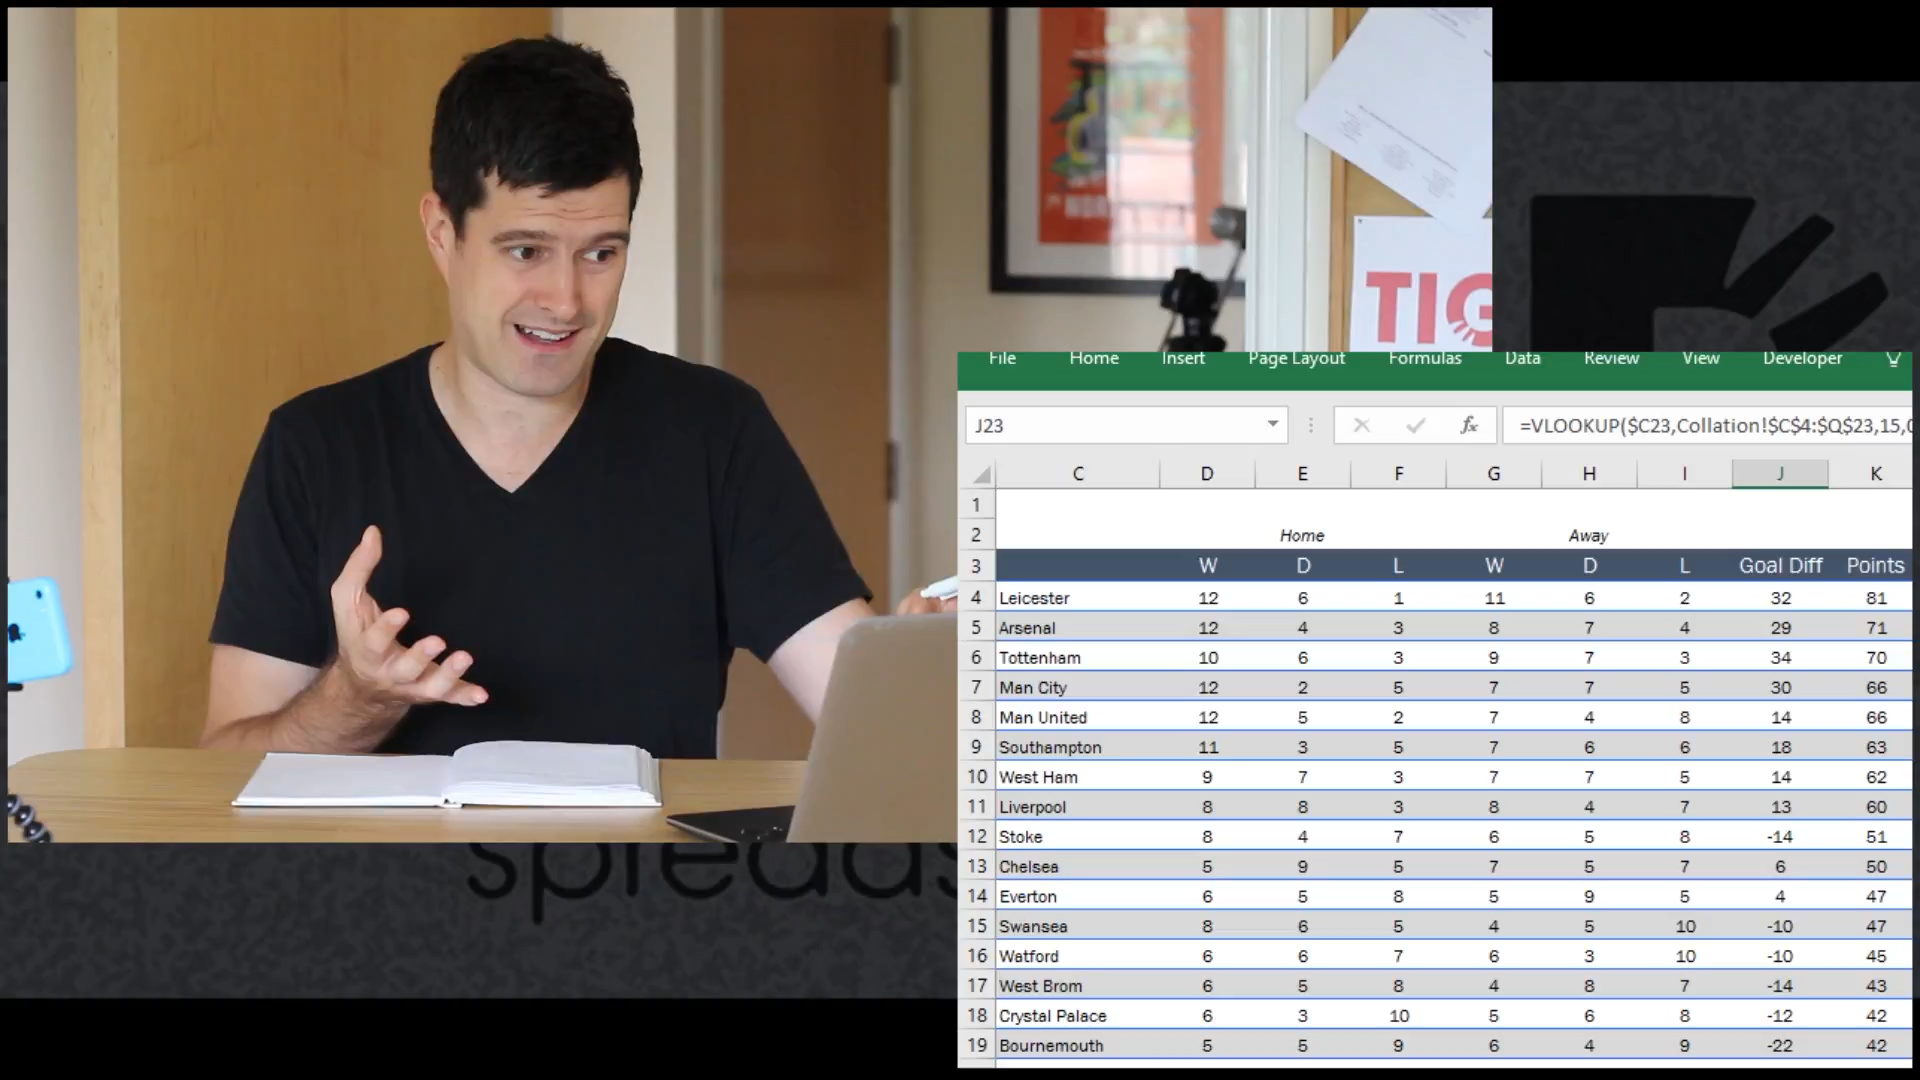 TIG
File Home Insert Page Layout Formulas Data Review View Developer
J23 fx =VLOOKUP($C23,Collation!$C$4:$Q$23,15,0
C D E F G H I J K
1
2 Home Away
3 W D L W D L Goal Diff Points
4 Leicester 12 6 1 11 6 2 32 81
5 Arsenal 12 4 3 8 7 4 29 71
6 Tottenham 10 6 3 9 7 3 34 70
7 Man City 12 2 5 7 7 5 30 66
8 Man United 12 5 2 7 4 8 14 66
9 Southampton 11 3 5 7 6 6 18 63
10 West Ham 9 7 3 7 7 5 14 62
11 Liverpool 8 8 3 8 4 7 13 60
12 Stoke 8 4 7 6 5 8 -14 51
13 Chelsea 5 9 5 7 5 7 6 50
14 Everton 6 5 8 5 9 5 4 47
15 Swansea 8 6 5 4 5 10 -10 47
16 Watford 6 6 7 6 3 10 -10 45
17 West Brom 6 5 8 4 8 7 -14 43
18 Crystal Palace 6 3 10 5 6 8 -12 42
19 Bournemouth 5 5 9 6 4 9 -22 42
spreads